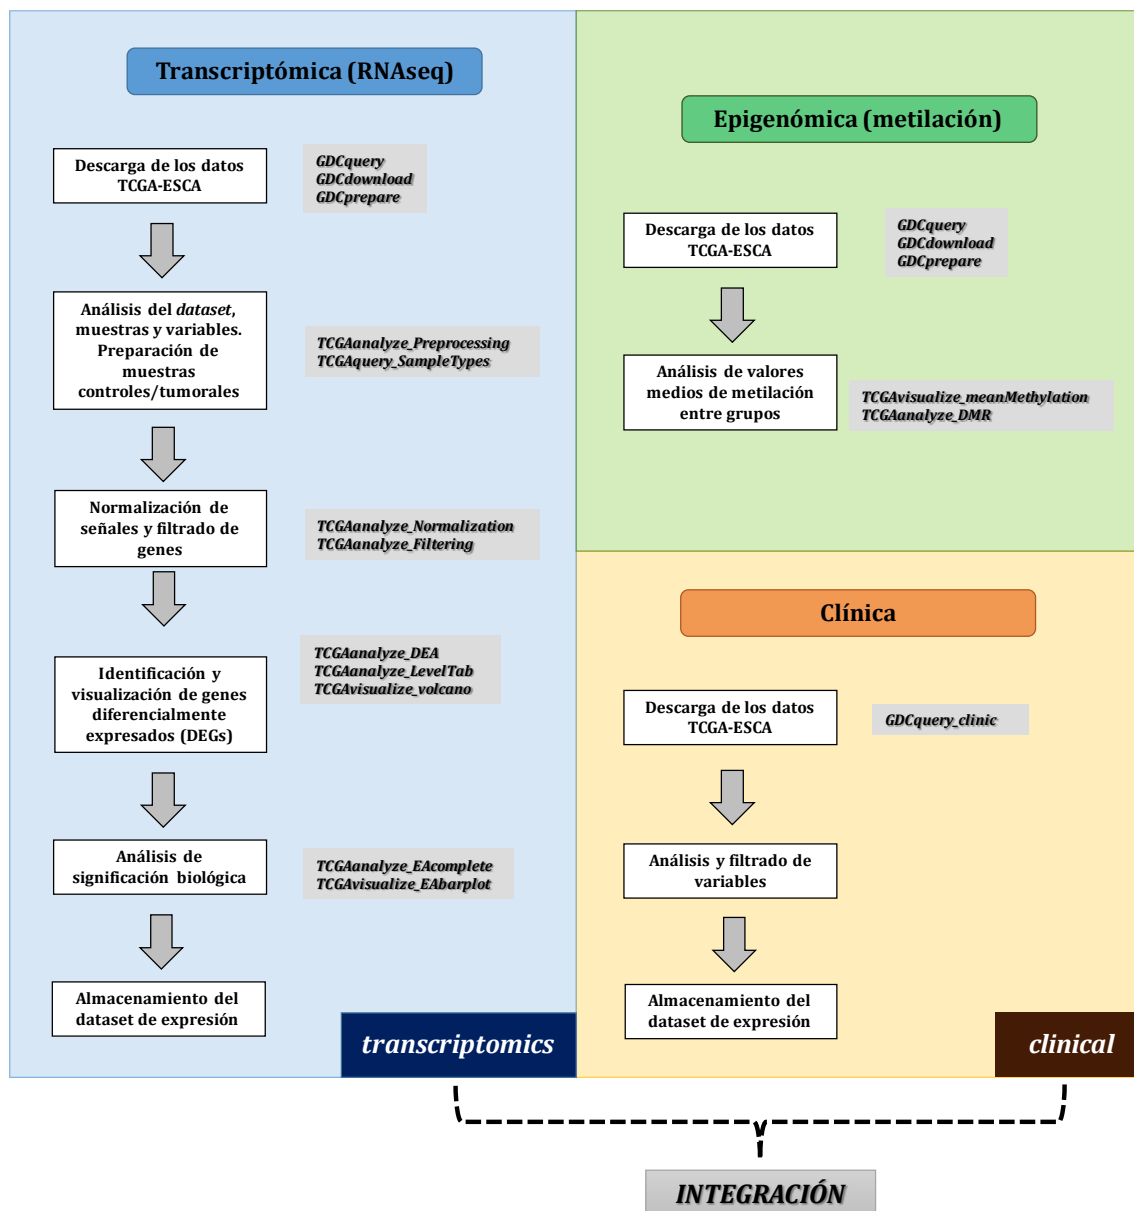 Transcriptómica (RNAseq)
Descarga de los datos
TCGA-ESCA
GDCquery
GDCdownload
GDCprepare
Análisis del dataset,
muestras y variables.
Preparación de
muestras
controles/tumorales
TCGAanalyze_Preprocessing
TCGAquery_SampleTypes
Normalización de
señales y filtrado de
genes
TCGAanalyze_Normalization
TCGAanalyze_Filtering
Identificación y
visualización de genes
diferencialmente
expresados (DEGs)
TCGAanalyze_DEA
TCGAanalyze_LevelTab
TCGAvisualize_volcano
Análisis de
significación biológica
TCGAanalyze_EAcomplete
TCGAvisualize_EAbarplot
Almacenamiento del
dataset de expresión
transcriptomics
Epigenómica (metilación)
Descarga de los datos
TCGA-ESCA
GDCquery
GDCdownload
GDCprepare
Análisis de valores
medios de metilación
entre grupos
TCGAvisualize_meanMethylation
TCGAanalyze_DMR
Clínica
Descarga de los datos
TCGA-ESCA
GDCquery_clinic
Análisis y filtrado de
variables
Almacenamiento del
dataset de expresión
clinical
INTEGRACIÓN